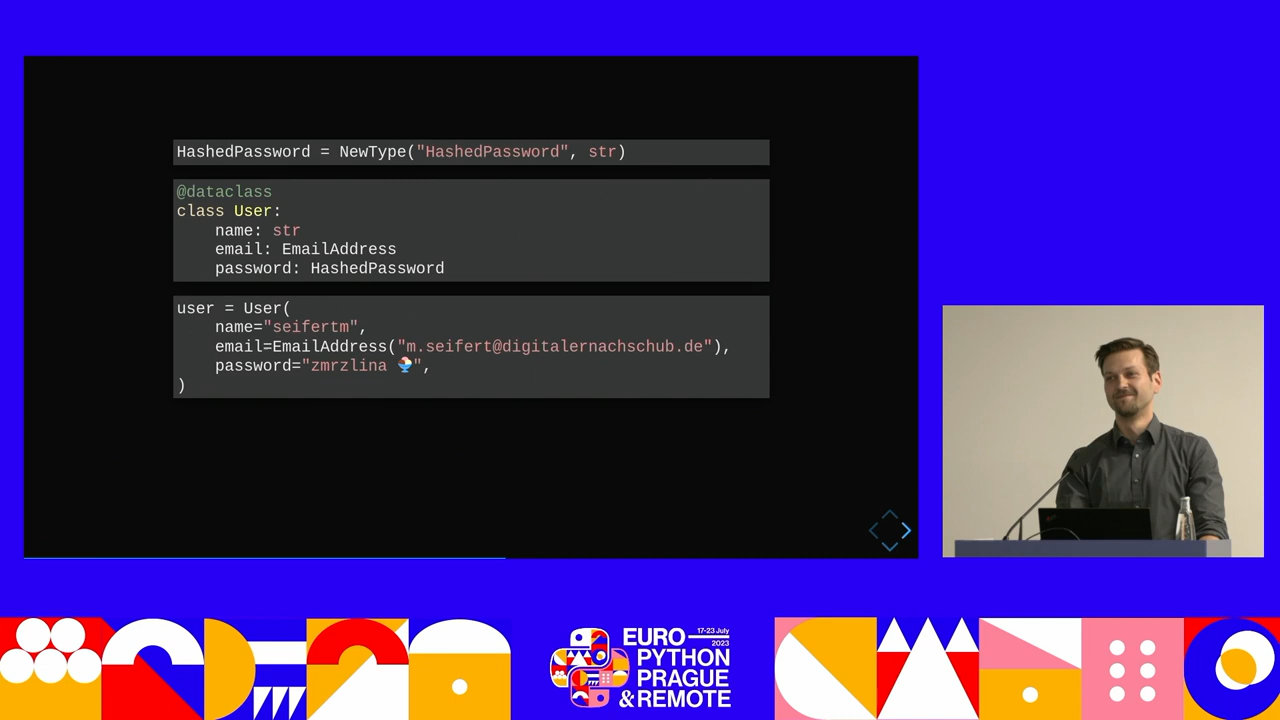 HashedPassword = NewType("HashedPassword", str)
@dataclass
class User:
    name: str
    email: EmailAddress
    password: HashedPassword
user = User(
    name="seifertm",
    email=EmailAddress("m.seifert@digitalernachschub.de"),
    password="zmrzlina 🍨",
)
17-23 July
2023
EURO
PYTHON
PRAGUE
&REMOTE